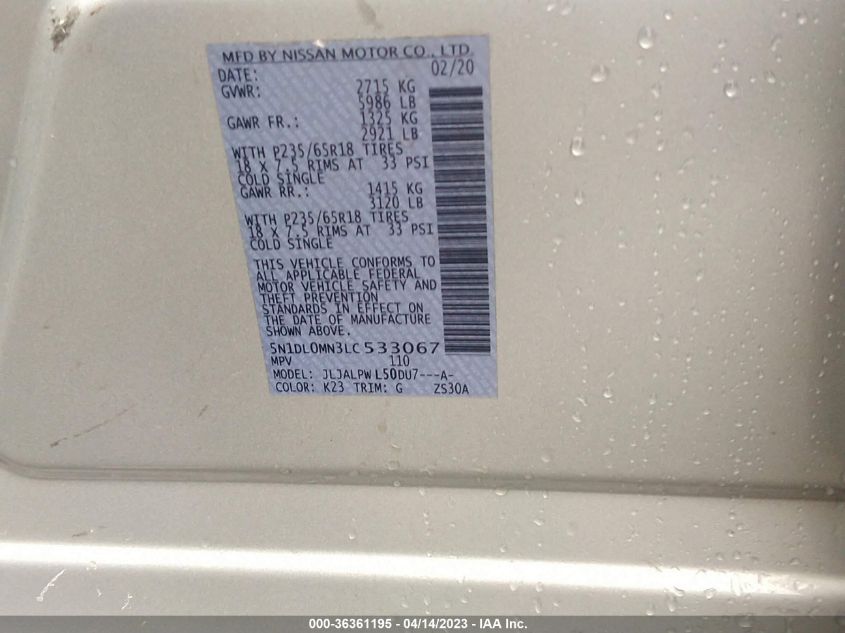 MFD BY NISSAN MOTOR CO., LTD.
DATE: 02/20
GVWR: 2715 KG
5986 LB
GAWR FR.: 1325 KG
2921 LB
WITH P235/65R18 TIRES
18 X 7.5 RIMS AT 33 PSI
COLD SINGLE
GAWR RR.: 1415 KG
3120 LB
WITH P235/65R18 TIRES
18 X 7.5 RIMS AT 33 PSI
COLD SINGLE
THIS VEHICLE CONFORMS TO
ALL APPLICABLE FEDERAL
MOTOR VEHICLE SAFETY AND
THEFT PREVENTION
STANDARDS IN EFFECT ON
THE DATE OF MANUFACTURE
SHOWN ABOVE.
5N1DL0MN3LC533067
MPV 110
MODEL: JLJALPWL50DU7---A-
COLOR: K23 TRIM: G ZS30A
000-36361195 - 04/14/2023 - IAA Inc.